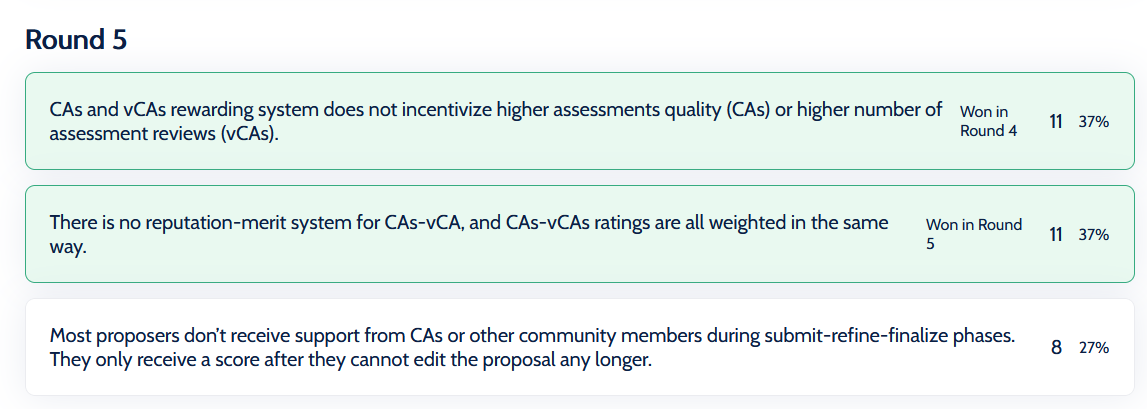 Round 5
CAs and vCAs rewarding system does not incentivize higher assessments quality (CAs) or higher number of
assessment reviews (vCAs).
Won in
Round 4
11
37%
There is no reputation-merit system for CAs-vCA, and CAs-vCAs ratings are all weighted in the same
way.
Won in Round
5
11
37%
Most proposers don't receive support from CAs or other community members during submit-refine-finalize phases.
They only receive a score after they cannot edit the proposal any longer.
8
27%